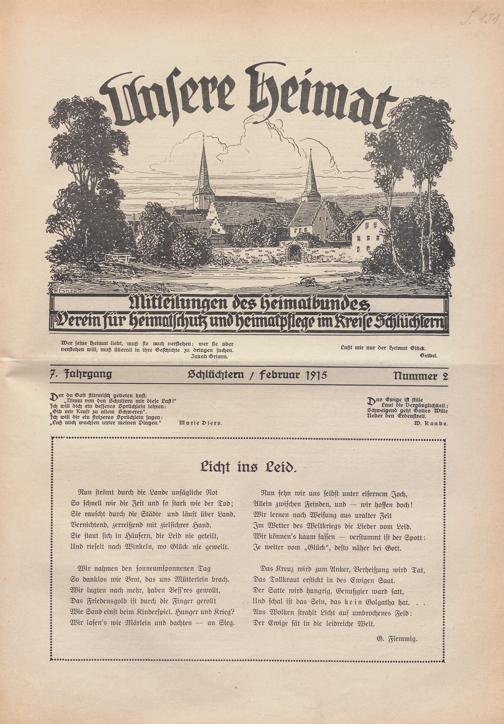 Unsere Heimat
Mitteilungen des Heimatbundes,
Verein für Heimatschutz und Heimatpflege im Kreise Schlüchtern
Wer seine Heimat liebt, muß sie auch verstehen; wer sie aber
verstehen will, muß überall in ihre Geschichte zu dringen suchen.
Jakob Grimm.
Laßt mir nur der Heimat Glück.
Geibel.
7. Jahrgang
Schlüchtern / Februar 1915
Nummer 2
Der du Gott stürmisch gebeten hast:
„Nimm von den Schultern mir diese Last!“
Ich will dich ein besseres Sprüchlein lehren:
„Gib mir Kraft zu allem Schweren“.
Ich will dir ein stolzeres Sprüchlein sagen:
„Laß mich wachsen unter meinen Plagen.“
Marie Diers.
Das Ewige ist stille
Laut die Vergänglichkeit;
Schweigend geht Gottes Wille
Ueber den Erdenstreit.
W. Raabe.
Licht ins Leid.
Nun strömt durch die Lande unsägliche Not
So schnell wie die Zeit und so stark wie der Tod;
Sie rauscht durch die Städte und läuft über Land,
Vernichtend, zerreißend mit zielsichrer Hand,
Sie staut sich in Häusern, die Leid nie geteilt,
Und rieselt nach Winkeln, wo Glück nie geweilt.
Wir nahmen den sonnenumsponnenen Tag
So danklos wie Brot, das uns Mütterlein brach.
Wir sagten nach mehr, haben Bess'res gewollt,
Das Friedensgold ist durch die Finger gerollt
Wie Sand einst beim Kinderspiel. Hunger und Krieg?
Wir lasen's wie Märlein und dachten — an Sieg.
Nun sehn wir uns selbst unter eisernem Joch,
Allein zwischen Feinden, und — wir hoffen doch!
Wir lernen nach Weisung aus uralter Zeit
Im Wetter des Weltkriegs die Lieder vom Leid.
Wir können's kaum fassen — verstummt ist der Spott:
Je weiter vom „Glück“, desto näher bei Gott.
Das Kreuz wird zum Anker, Verheißung wird Tat,
Das Tollkraut erstickt in des Ewigen Saat.
Der Satte wird hungrig, Genußgier ward satt,
Und schal ist das Sein, das kein Golgatha hat. . .
Aus Wolken strahlt Licht auf umbrochenes Feld:
Der Ewige sät in die leidreiche Welt.
G. Flemmig.